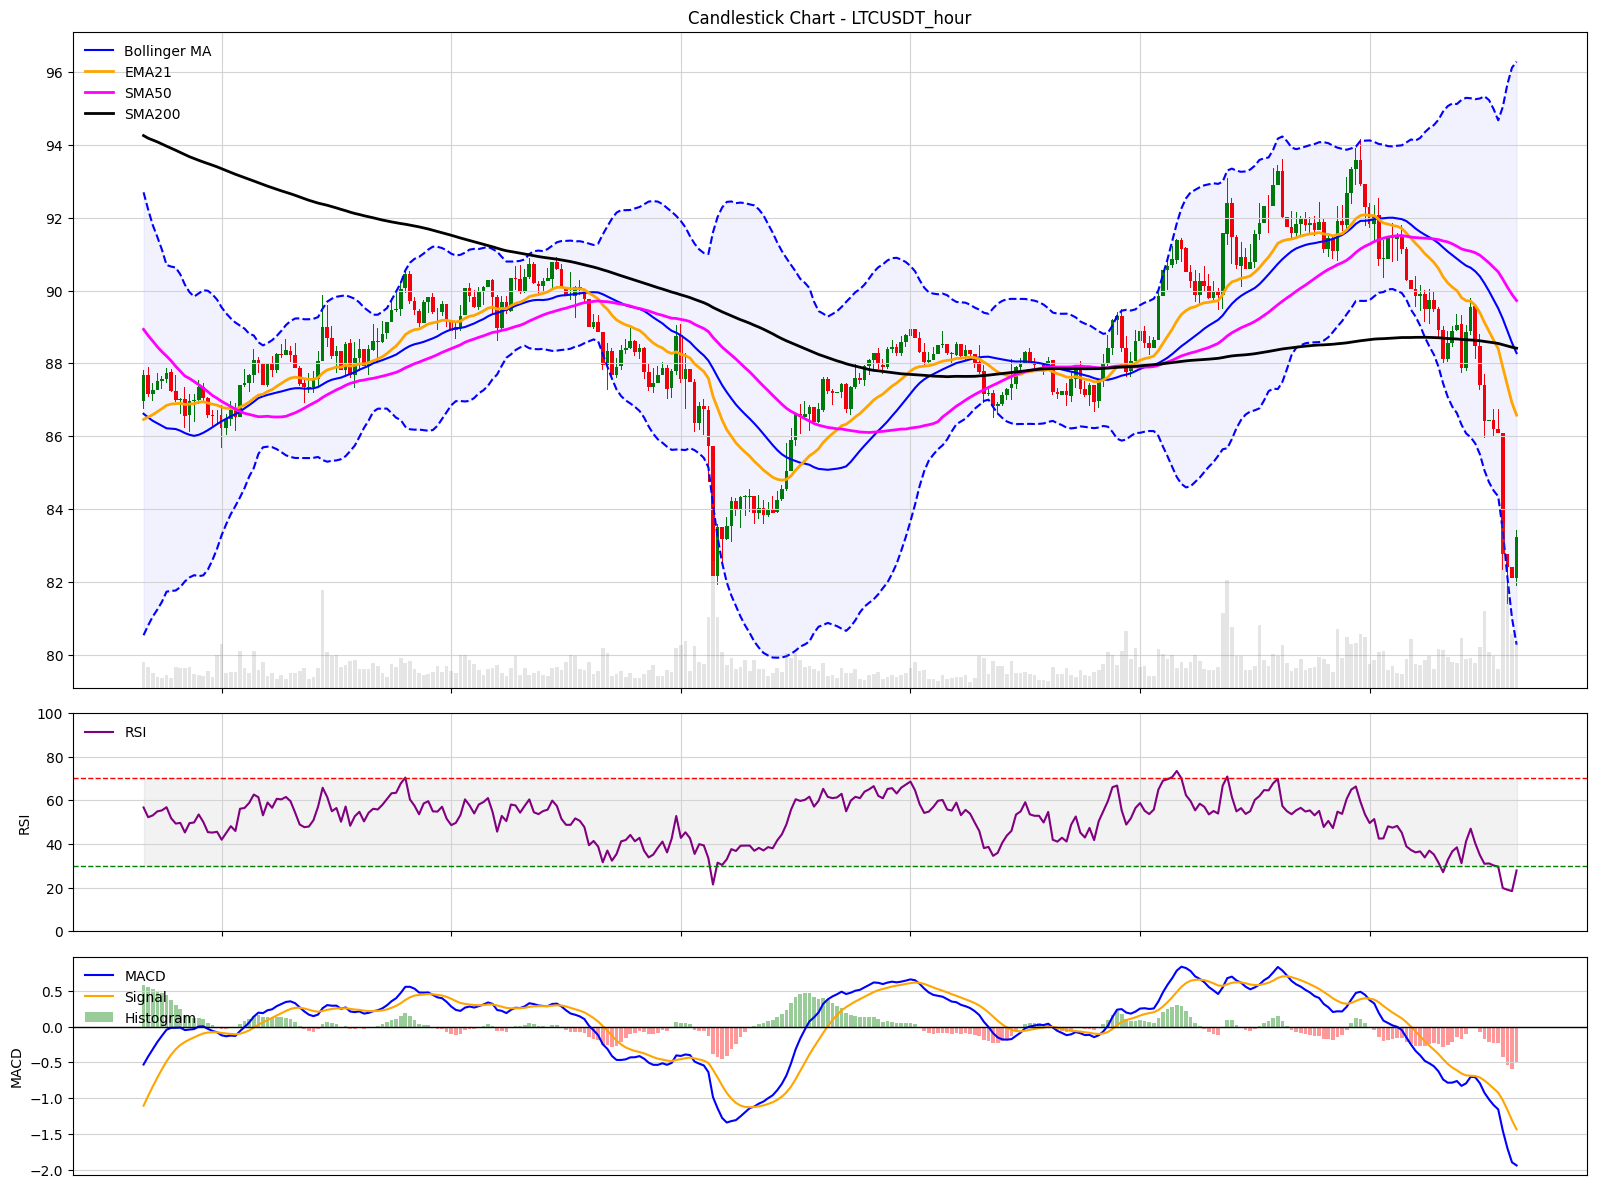 Candlestick Chart - LTCUSDT_hour
Bollinger MA
EMA21
SMA50
SMA200
96
94
92
90
88
86
84
82
80
RSI
100
80
60
40
20
0
RSI
MACD
Signal
Histogram
0.5
0.0
−0.5
−1.0
−1.5
−2.0
MACD